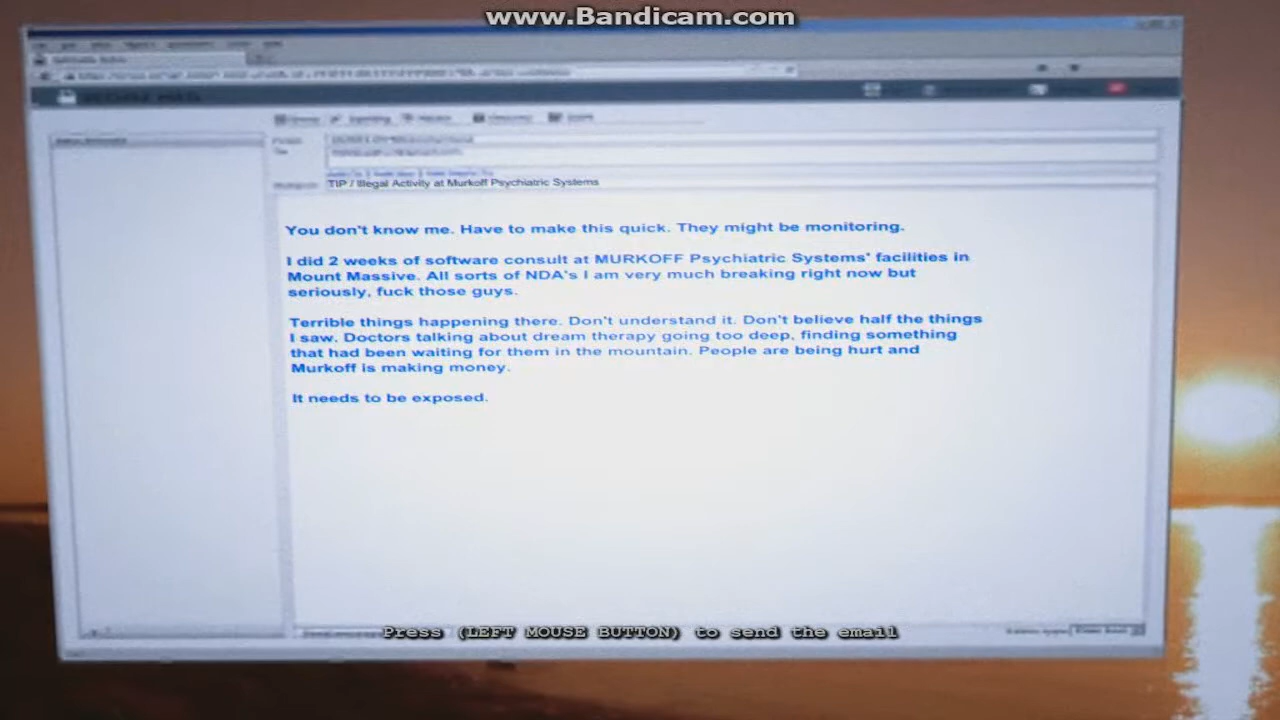 www.Bandicam.com
TIP / Illegal Activity at Murkoff Psychiatric Systems
You don't know me. Have to make this quick. They might be monitoring.
I did 2 weeks of software consult at MURKOFF Psychiatric Systems' facilities in
Mount Massive. All sorts of NDA's I am very much breaking right now but
seriously, fuck those guys.
Terrible things happening there. Don't understand it. Don't believe half the things
I saw. Doctors talking about dream therapy going too deep, finding something
that had been waiting for them in the mountain. People are being hurt and
Murkoff is making money.
It needs to be exposed.
Press (LEFT MOUSE BUTTON) to send the email